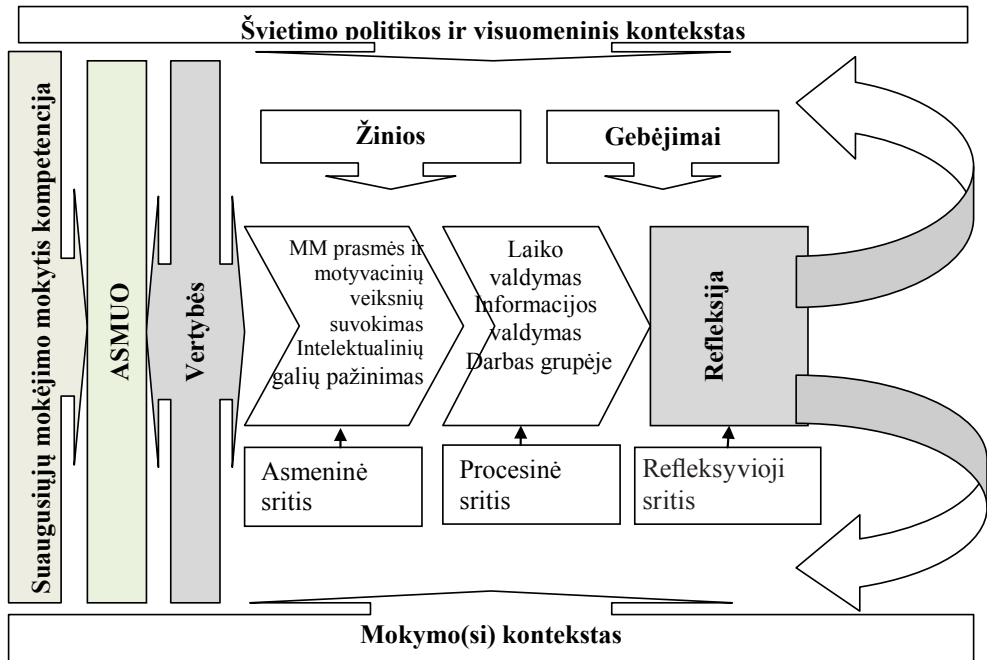 Švietimo politikos ir visuomeninis kontekstas
Suaugusiųjų mokėjimo mokytis kompetencija
ASMUO
Vertybės
Žinios
Gebėjimai
MM prasmės ir
motyvacinių
veiksnių
suvokimas
Intelektualinių
galių pažinimas
Laiko
valdymas
Informacijos
valdymas
Darbas grupėje
Refleksija
Asmeninė
sritis
Procesinė
sritis
Refleksyvioji
sritis
Mokymo(si) kontekstas